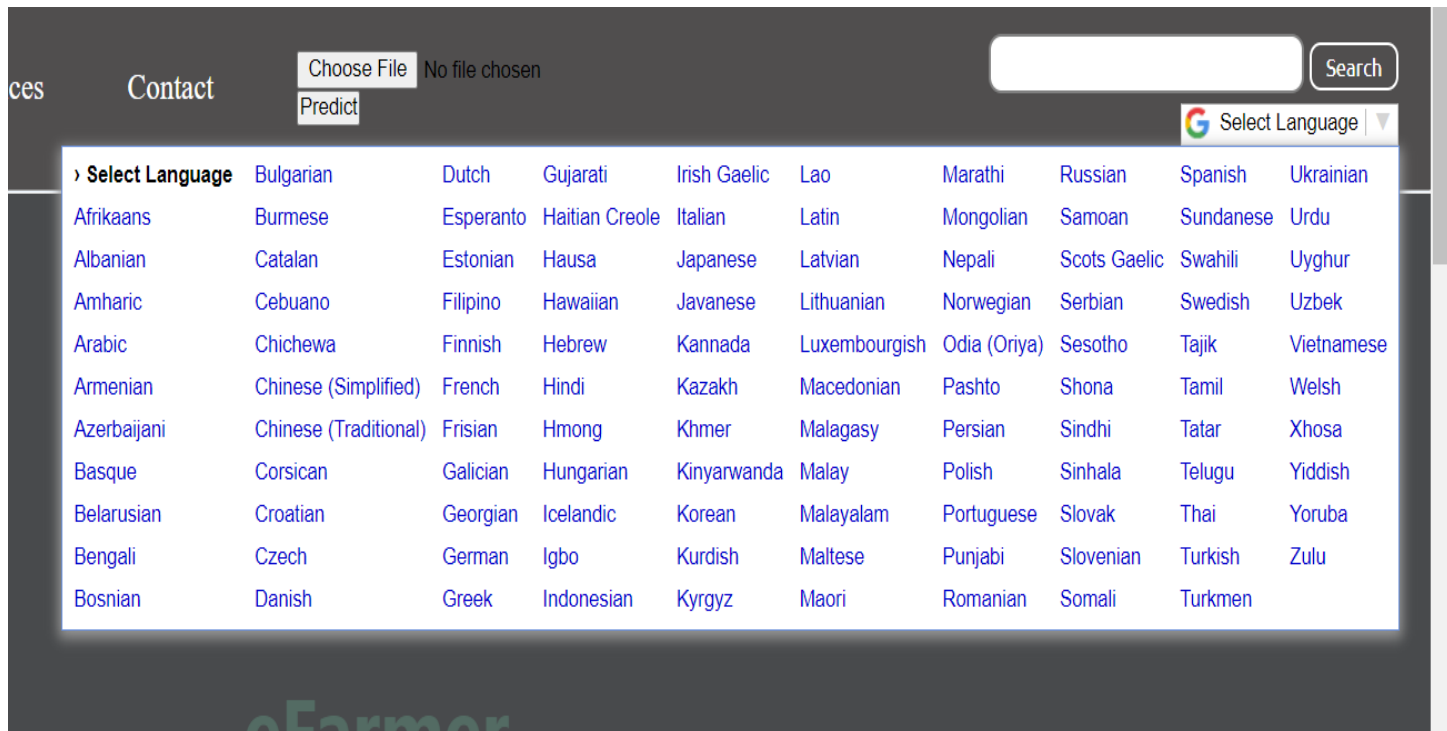 ces Contact Choose File No file chosen Search
Predict
Select Language ▼
› Select Language Bulgarian Dutch Gujarati Irish Gaelic Lao Marathi Russian Spanish Ukrainian
Afrikaans Burmese Esperanto Haitian Creole Italian Latin Mongolian Samoan Sundanese Urdu
Albanian Catalan Estonian Hausa Japanese Latvian Nepali Scots Gaelic Swahili Uyghur
Amharic Cebuano Filipino Hawaiian Javanese Lithuanian Norwegian Serbian Swedish Uzbek
Arabic Chichewa Finnish Hebrew Kannada Luxembourgish Odia (Oriya) Sesotho Tajik Vietnamese
Armenian Chinese (Simplified) French Hindi Kazakh Macedonian Pashto Shona Tamil Welsh
Azerbaijani Chinese (Traditional) Frisian Hmong Khmer Malagasy Persian Sindhi Tatar Xhosa
Basque Corsican Galician Hungarian Kinyarwanda Malay Polish Sinhala Telugu Yiddish
Belarusian Croatian Georgian Icelandic Korean Malayalam Portuguese Slovak Thai Yoruba
Bengali Czech German Igbo Kurdish Maltese Punjabi Slovenian Turkish Zulu
Bosnian Danish Greek Indonesian Kyrgyz Maori Romanian Somali Turkmen
eFarmer